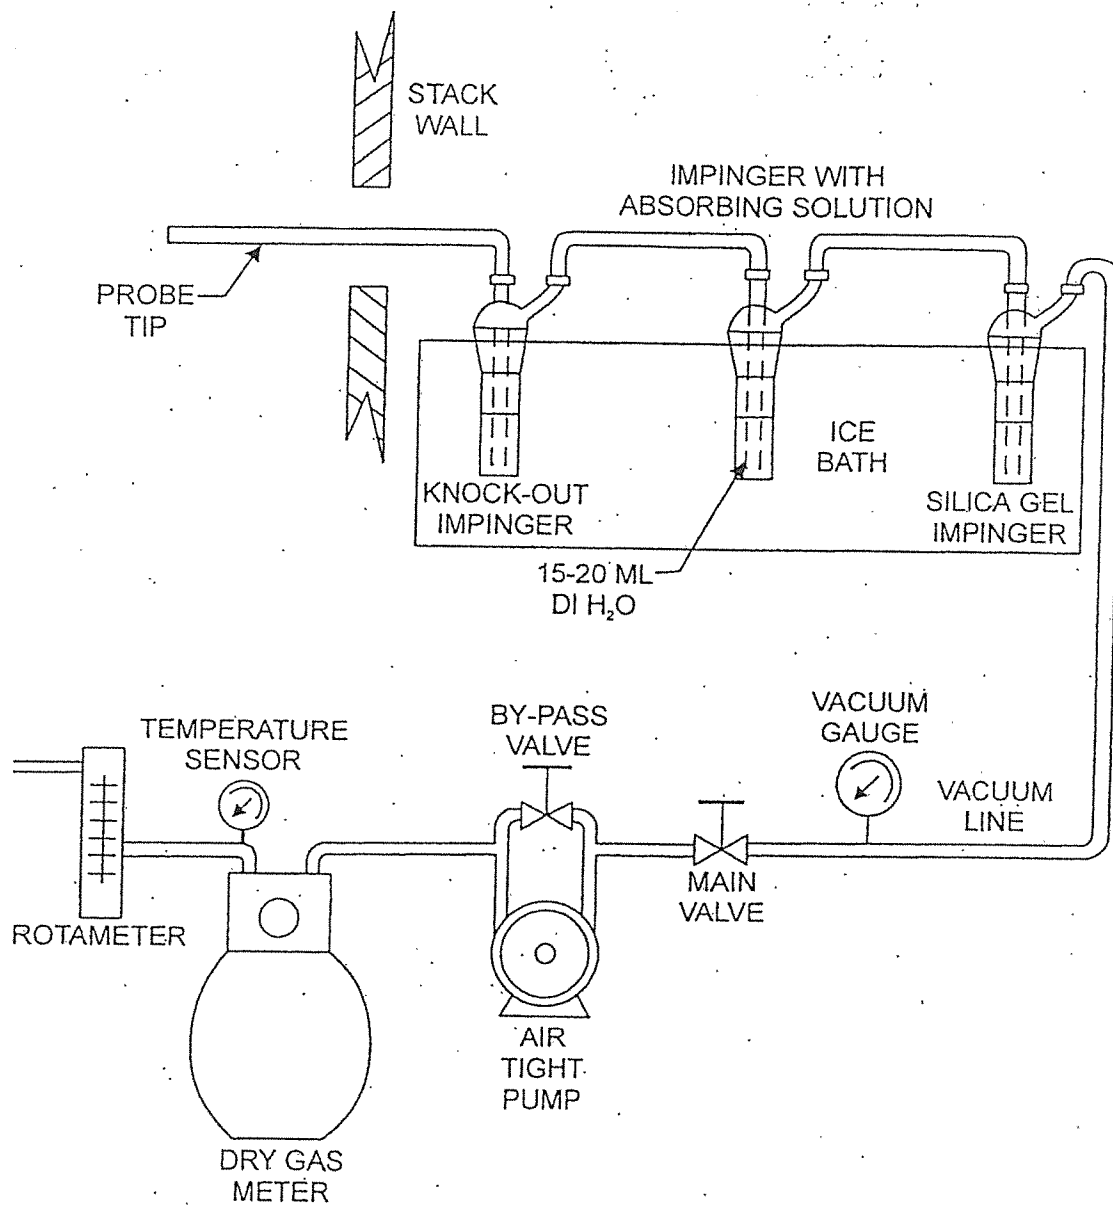 STACK
WALL
IMPINGER WITH
ABSORBING SOLUTION
PROBE
TIP
ICE
BATH
KNOCK-OUT
IMPINGER
SILICA GEL
IMPINGER
15-20 ML
DI H₂O
TEMPERATURE
SENSOR
BY-PASS
VALVE
VACUUM
GAUGE
VACUUM
LINE
MAIN
VALVE
ROTAMETER
AIR
TIGHT
PUMP
DRY GAS
METER